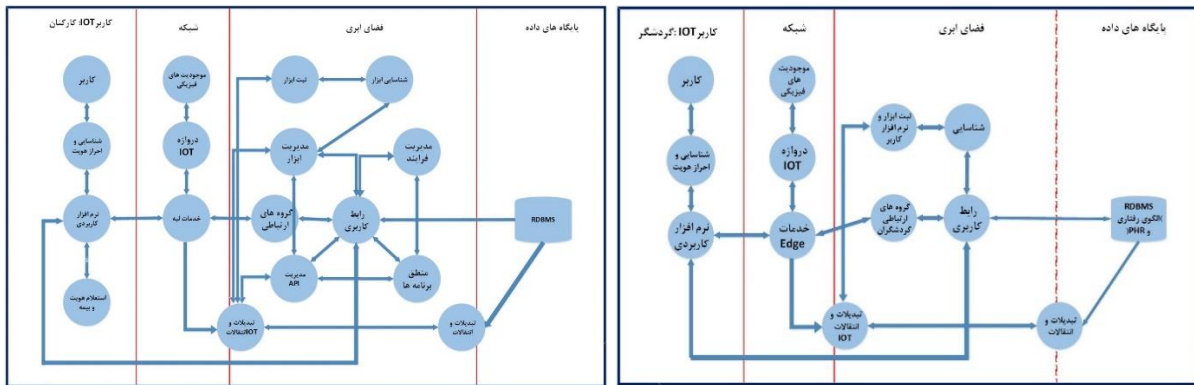 کاربر IOT: کارکنان
شبکه
فضای ابری
پایگاه های داده
کاربر
موجودیت های
فیزیکی
ثبت ابزار
شناسایی ابزار
شناسایی و
احراز هویت
دروازه
IOT
مدیریت
ابزار
مدیریت
فرایند
نرم افزار
کاربردی
خدمات لبه
گروه های
ارتباطی
رابط
کاربری
RDBMS
مدیریت
API
منطق
برنامه ها
استعلام هویت
و بیمه
تبدیلات و
انتقالات IOT
تبدیلات و
انتقالات
کاربر IOT: گردشگر
شبکه
فضای ابری
پایگاه های داده
کاربر
موجودیت
های
فیزیکی
ثبت ابزار و
نرم افزار
کاربر
شناسایی
شناسایی و
احراز هویت
دروازه
IOT
نرم افزار
کاربردی
خدمات
Edge
گروه های
ارتباطی
گردشگران
رابط
کاربری
RDBMS
)الگوی رفتاری
و PHR(
تبدیلات و
انتقالات
IOT
تبدیلات و
انتقالات